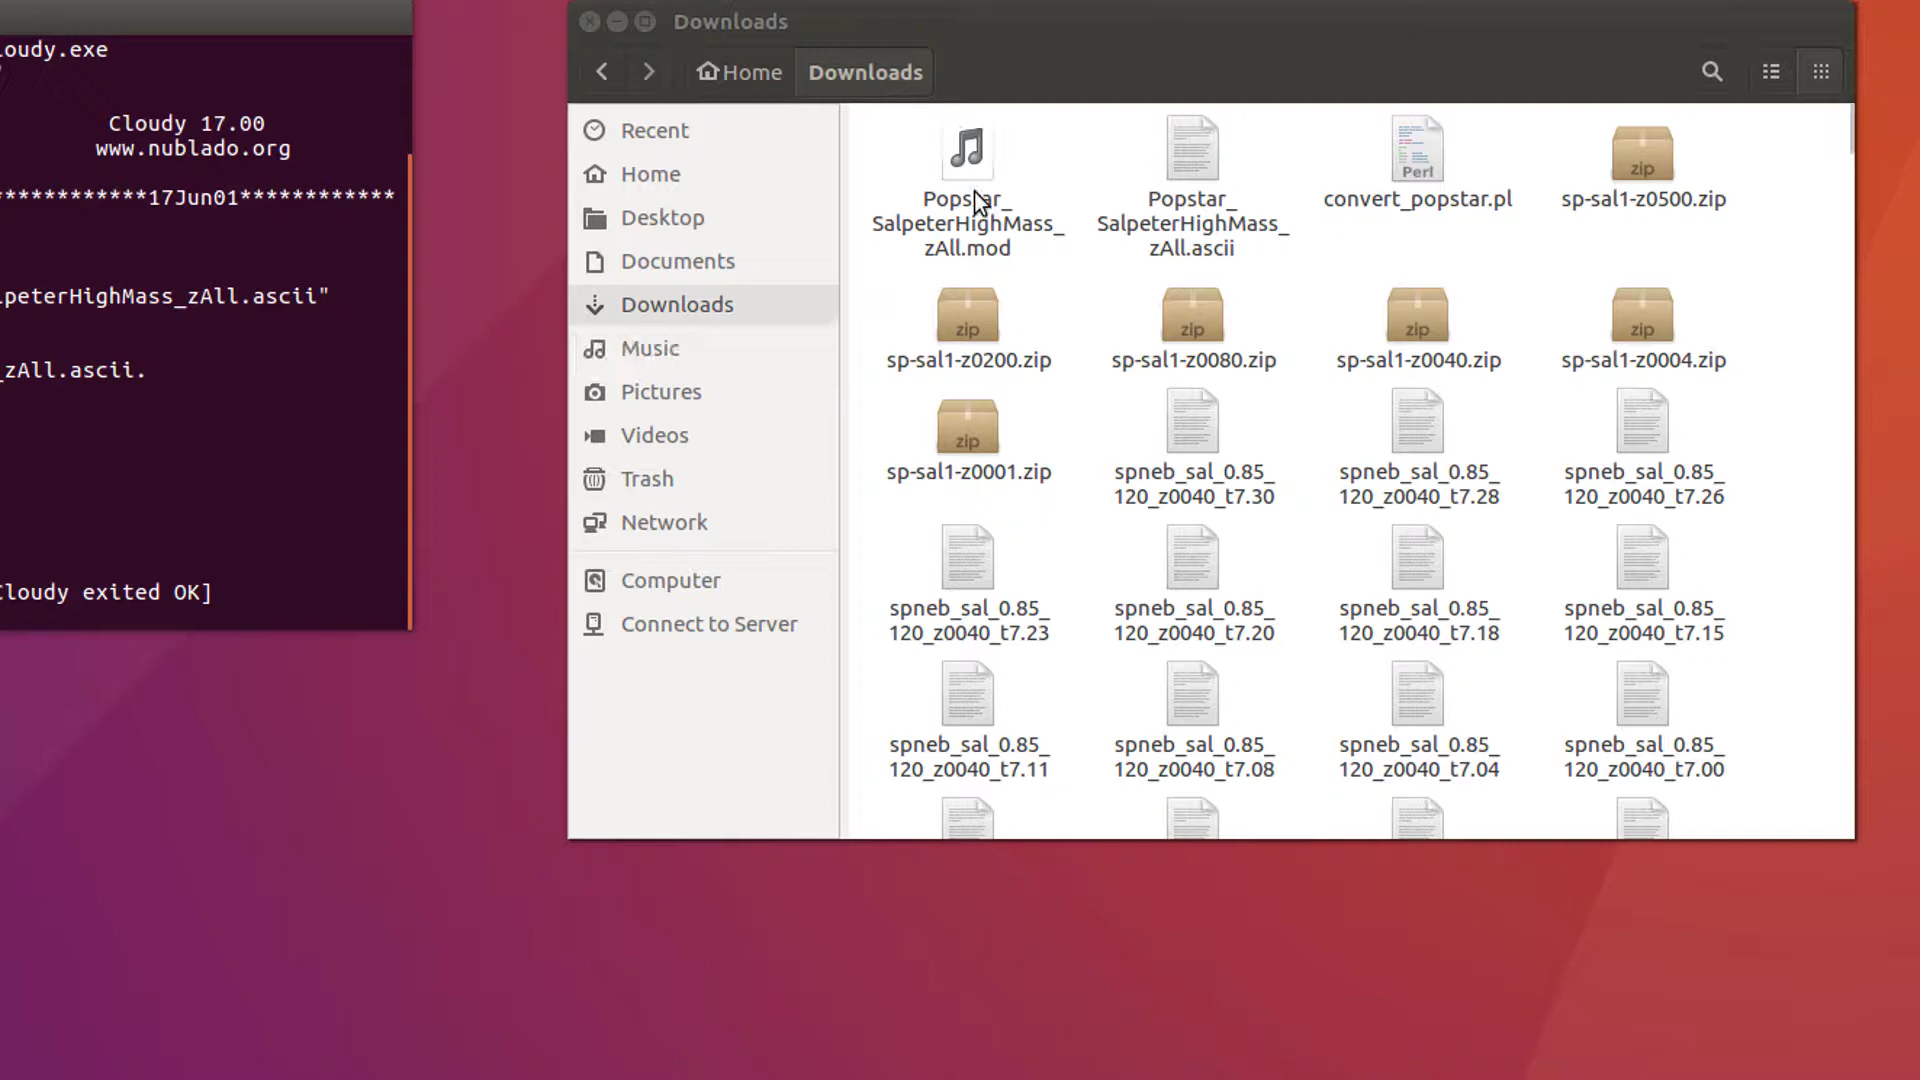 oudy.exe
Cloudy 17.00
www.nublado.org
************17Jun01************
peterHighMass_zAll.ascii"
_zAll.ascii.
Cloudy exited OK]
Downloads
Home
Downloads
Recent
Home
Desktop
Documents
Downloads
Music
Pictures
Videos
Trash
Network
Computer
Connect to Server
Popstar_
SalpeterHighMass_
zAll.mod
Popstar_
SalpeterHighMass_
zAll.ascii
Perl
convert_popstar.pl
zip
sp-sal1-z0500.zip
zip
sp-sal1-z0200.zip
zip
sp-sal1-z0080.zip
zip
sp-sal1-z0040.zip
zip
sp-sal1-z0004.zip
zip
sp-sal1-z0001.zip
spneb_sal_0.85_
120_z0040_t7.30
spneb_sal_0.85_
120_z0040_t7.28
spneb_sal_0.85_
120_z0040_t7.26
spneb_sal_0.85_
120_z0040_t7.23
spneb_sal_0.85_
120_z0040_t7.20
spneb_sal_0.85_
120_z0040_t7.18
spneb_sal_0.85_
120_z0040_t7.15
spneb_sal_0.85_
120_z0040_t7.11
spneb_sal_0.85_
120_z0040_t7.08
spneb_sal_0.85_
120_z0040_t7.04
spneb_sal_0.85_
120_z0040_t7.00